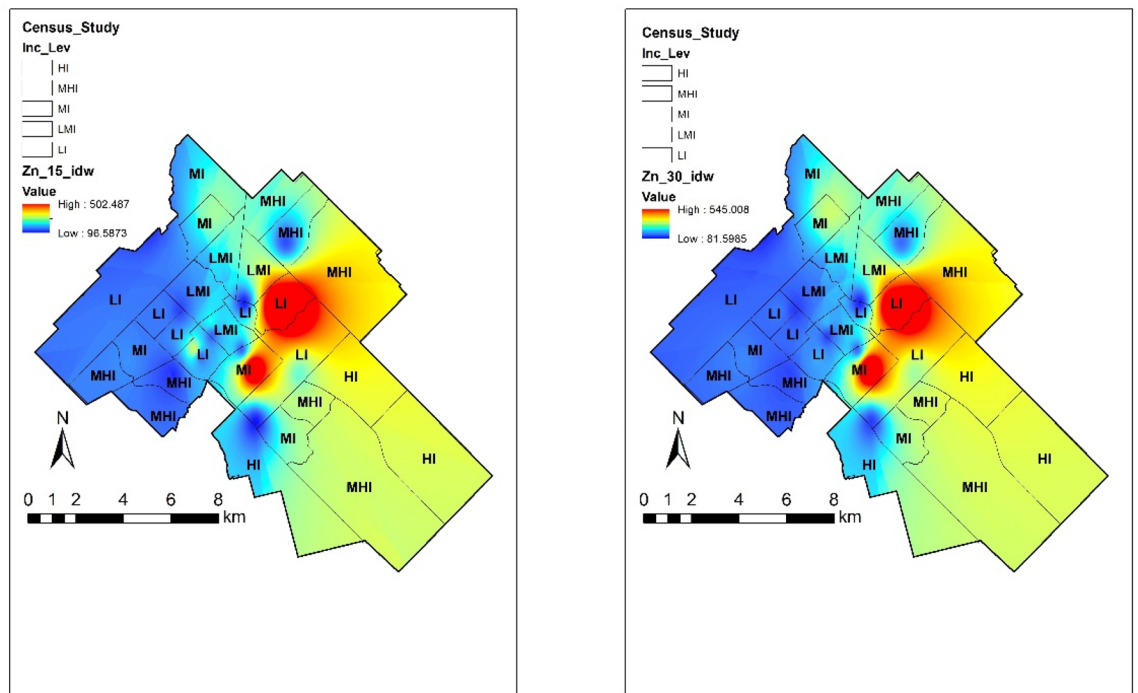 Census_Study
Inc_Lev
HI
MHI
MI
LMI
LI
Zn_15_idw
Value
High : 502.487
Low : 96.5873
MI
MHI
MI
MHI
LMI
LMI
MHI
LI
LMI
LI
LI
LI
LMI
LI
MI
LI
LI
MI
HI
MHI
MHI
MHI
MHI
MI
HI
HI
MHI
N
0 1 2 4 6 8
km
Census_Study
Inc_Lev
HI
MHI
MI
LMI
LI
Zn_30_idw
Value
High : 545.008
Low : 81.5985
MI
MHI
MI
MHI
LMI
LMI
MHI
LI
LMI
LI
LI
LI
LMI
LI
MI
LI
LI
MI
HI
MHI
MHI
MHI
MHI
MI
HI
HI
MHI
N
0 1 2 4 6 8
km